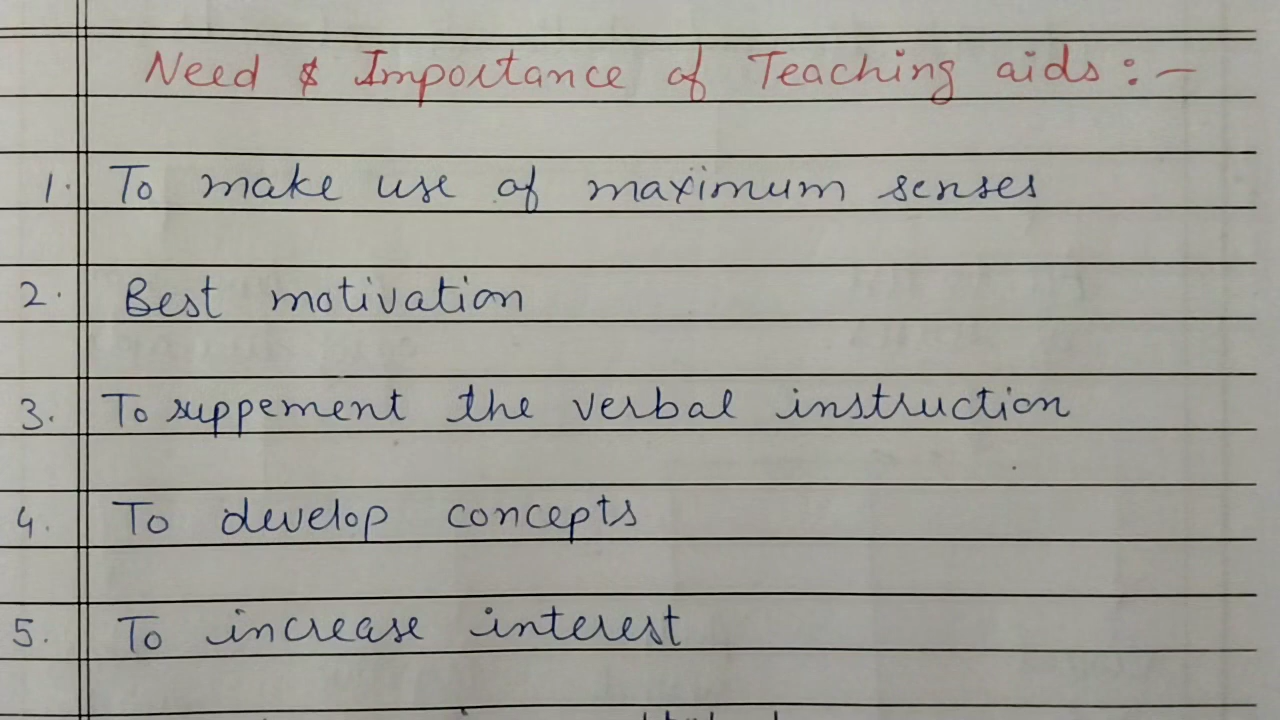 Need & Importance of Teaching aids :-
1. To make use of maximum senses
2. Best motivation
3. To suppement the verbal instruction
4. To develop concepts
5. To increase interest